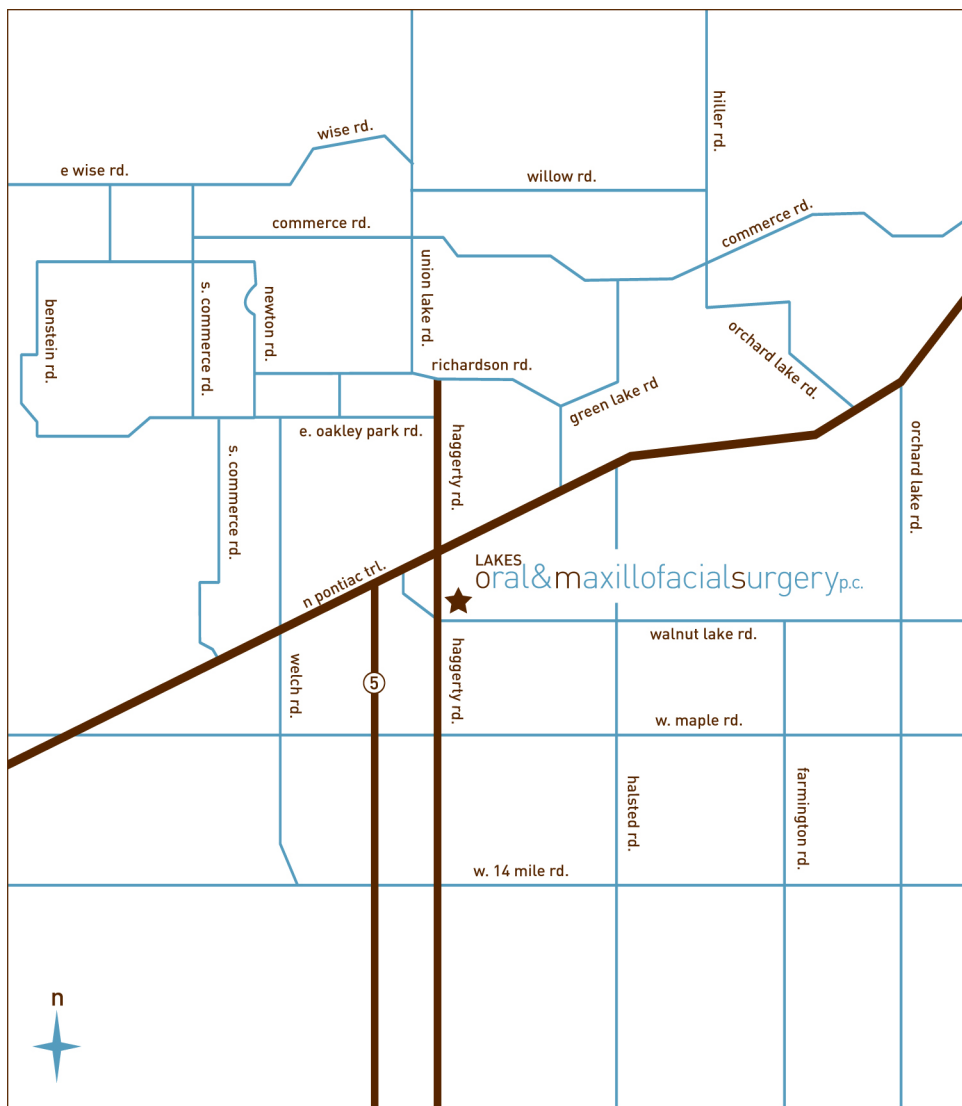 hiller rd.
wise rd.
e wise rd.
willow rd.
commerce rd.
commerce rd.
union lake rd.
s. commerce rd.
newton rd.
benstein rd.
orchard lake rd.
richardson rd.
green lake rd
e. oakley park rd.
haggerty rd.
orchard lake rd.
s. commerce rd.
LAKES
oral&maxillofacialsurgery p.c.
n pontiac trl.
walnut lake rd.
haggerty rd.
welch rd.
5
w. maple rd.
halsted rd.
farmington rd.
w. 14 mile rd.
n